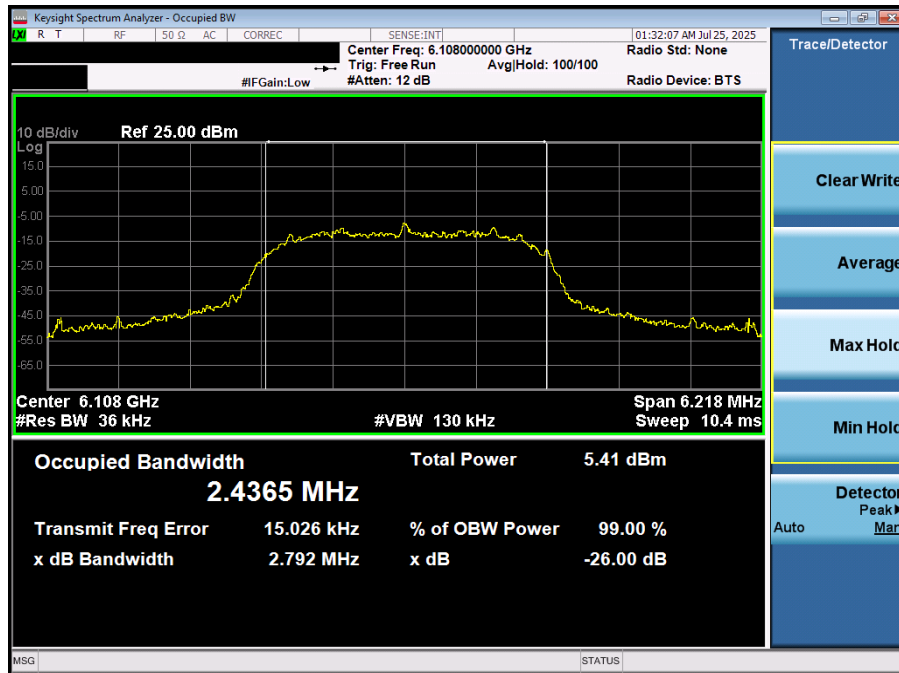 Keysight Spectrum Analyzer - Occupied BW
LXI R T RF 50 Ω AC CORREC SENSE:INT 01:32:07 AM Jul 25, 2025
Center Freq: 6.108000000 GHz Radio Std: None
Trig: Free Run Avg|Hold: 100/100
#IFGain:Low #Atten: 12 dB Radio Device: BTS
Trace/Detector
10 dB/div Ref 25.00 dBm
Log
15.0
5.00
-5.00
-15.0
-25.0
-35.0
-45.0
-55.0
-65.0
Center 6.108 GHz Span 6.218 MHz
#Res BW 36 kHz #VBW 130 kHz Sweep 10.4 ms
Occupied Bandwidth Total Power 5.41 dBm
2.4365 MHz
Transmit Freq Error 15.026 kHz % of OBW Power 99.00 %
x dB Bandwidth 2.792 MHz x dB -26.00 dB
Clear Write
Average
Max Hold
Min Hold
Detector
Peak
Auto Man
MSG STATUS